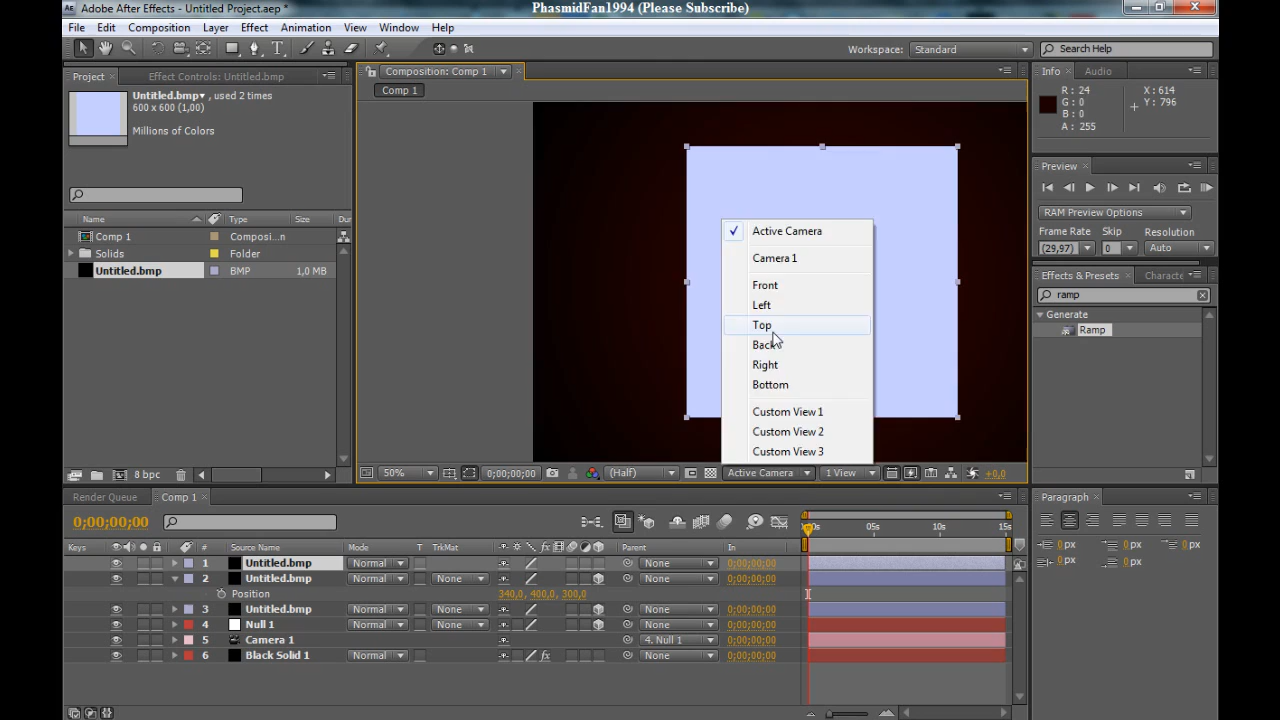 PhasmidFan1994 (Please Subscribe)
Adobe After Effects - Untitled Project.aep *
File Edit Composition Layer Effect Animation View Window Help
Workspace: Standard
Search Help
Project Effect Controls: Untitled.bmp
Untitled.bmp▾ , used 2 times
600 x 600 (1,00)
Millions of Colors
Name Type Size Dur
Comp 1 Composi...n
Solids Folder
Untitled.bmp BMP 1,0 MB
8 bpc
Composition: Comp 1
Comp 1
Active Camera
Camera 1
Front
Left
Top
Back
Right
Bottom
Custom View 1
Custom View 2
Custom View 3
50% 0;00;00;00 (Half) Active Camera 1 View +0,0
Info Audio
R : 24 X : 614
G : 0 Y : 796
B : 0
A : 255
Preview
RAM Preview Options
Frame Rate Skip Resolution
(29,97) 0 Auto
Effects & Presets Characte
ramp
Generate
Ramp
Render Queue Comp 1
0;00;00;00
05s 10s 15s
Keys # Source Name Mode T TrkMat Parent In
1 Untitled.bmp Normal None 0;00;00;00
2 Untitled.bmp Normal None None 0;00;00;00
Position 340,0, 400,0, 300,0
3 Untitled.bmp Normal None None 0;00;00;00
4 Null 1 Normal None None 0;00;00;00
5 Camera 1 4. Null 1 0;00;00;00
6 Black Solid 1 Normal None None 0;00;00;00
Paragraph
0 px 0 px 0 px
0 px 0 px